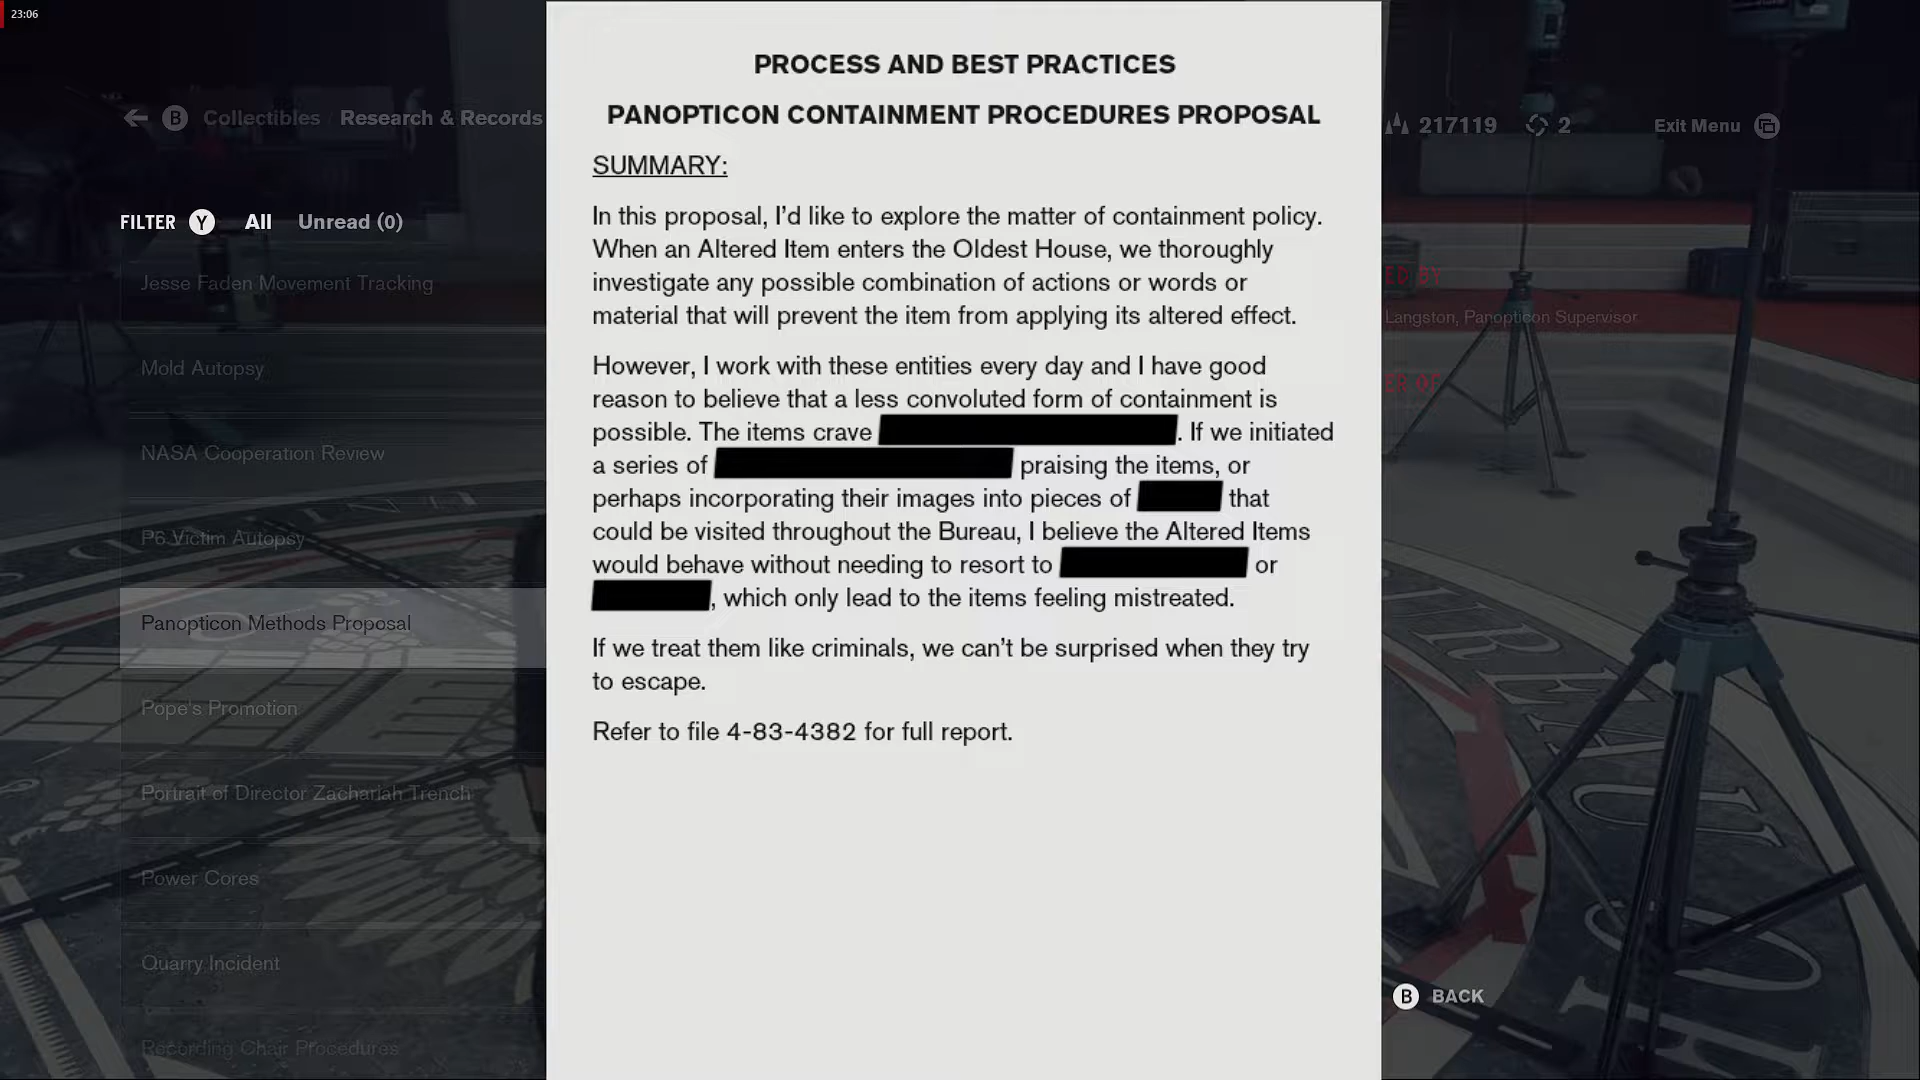 23:06
B Collectibles Research & Records
217119 2 Exit Menu
FILTER Y All Unread (0)
Jesse Faden Movement Tracking
Mold Autopsy
NASA Cooperation Review
P6 Victim Autopsy
Panopticon Methods Proposal
Pope's Promotion
Portrait of Director Zachariah Trench
Power Cores
Quarry Incident
Recording Chair Procedures
PROCESS AND BEST PRACTICES
PANOPTICON CONTAINMENT PROCEDURES PROPOSAL
SUMMARY:
In this proposal, I’d like to explore the matter of containment policy.
When an Altered Item enters the Oldest House, we thoroughly
investigate any possible combination of actions or words or
material that will prevent the item from applying its altered effect.
However, I work with these entities every day and I have good
reason to believe that a less convoluted form of containment is
possible. The items crave . If we initiated
a series of praising the items, or
perhaps incorporating their images into pieces of that
could be visited throughout the Bureau, I believe the Altered Items
would behave without needing to resort to or
, which only lead to the items feeling mistreated.
If we treat them like criminals, we can’t be surprised when they try
to escape.
Refer to file 4-83-4382 for full report.
ED BY
Langston, Panopticon Supervisor
ER OF
B BACK